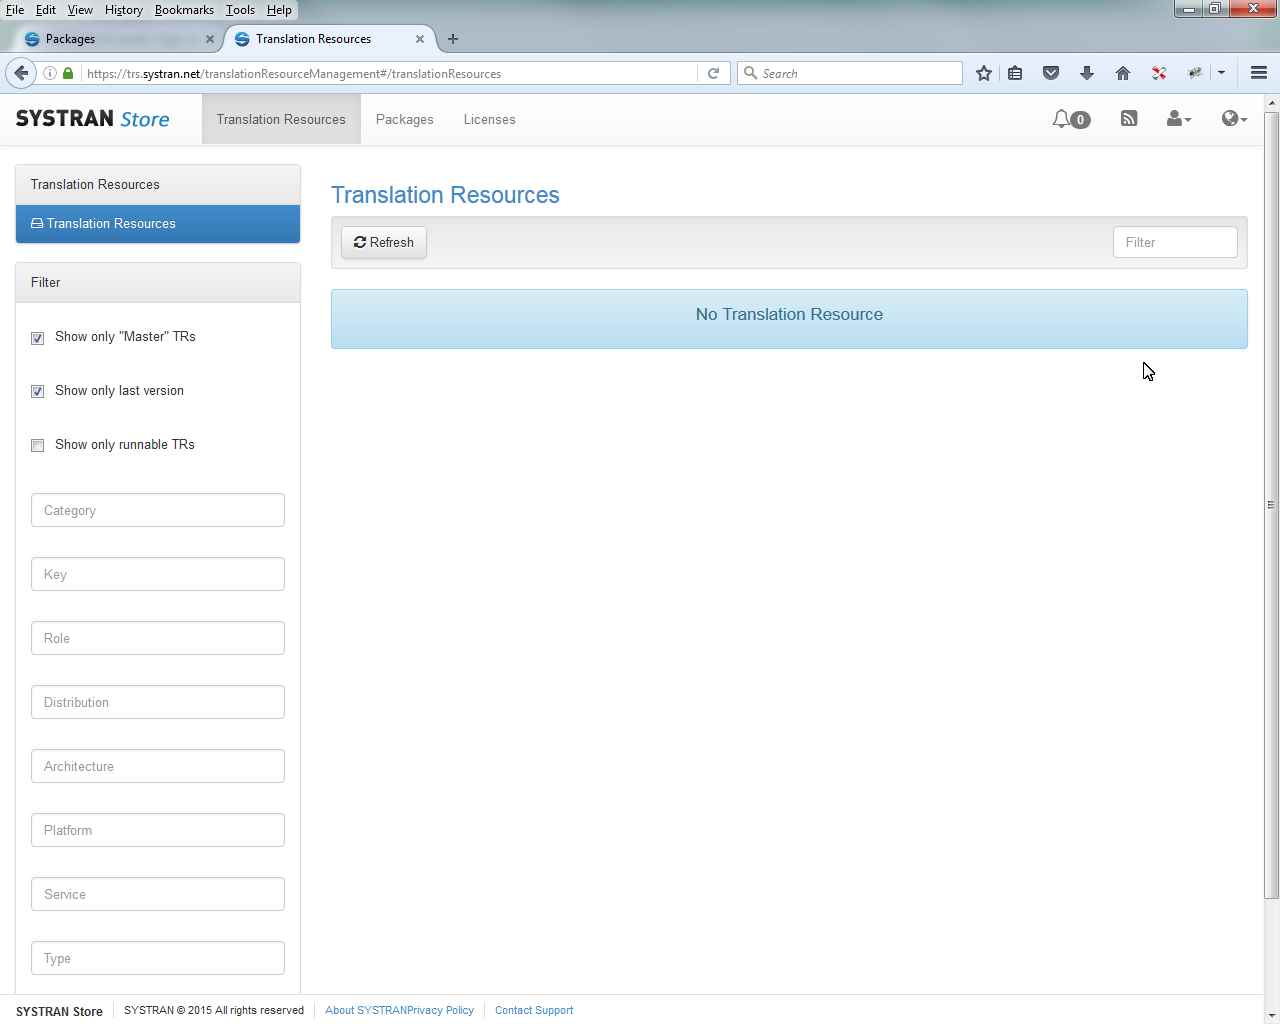 File Edit View History Bookmarks Tools Help
Packages
Translation Resources
https://trs.systran.net/translationResourceManagement#/translationResources
Search
SYSTRAN Store
Translation Resources
Packages
Licenses
0
Translation Resources
Translation Resources
Filter
Show only "Master" TRs
Show only last version
Show only runnable TRs
Category
Key
Role
Distribution
Architecture
Platform
Service
Type
Translation Resources
Refresh
Filter
No Translation Resource
SYSTRAN Store
SYSTRAN © 2015 All rights reserved
About SYSTRANPrivacy Policy
Contact Support